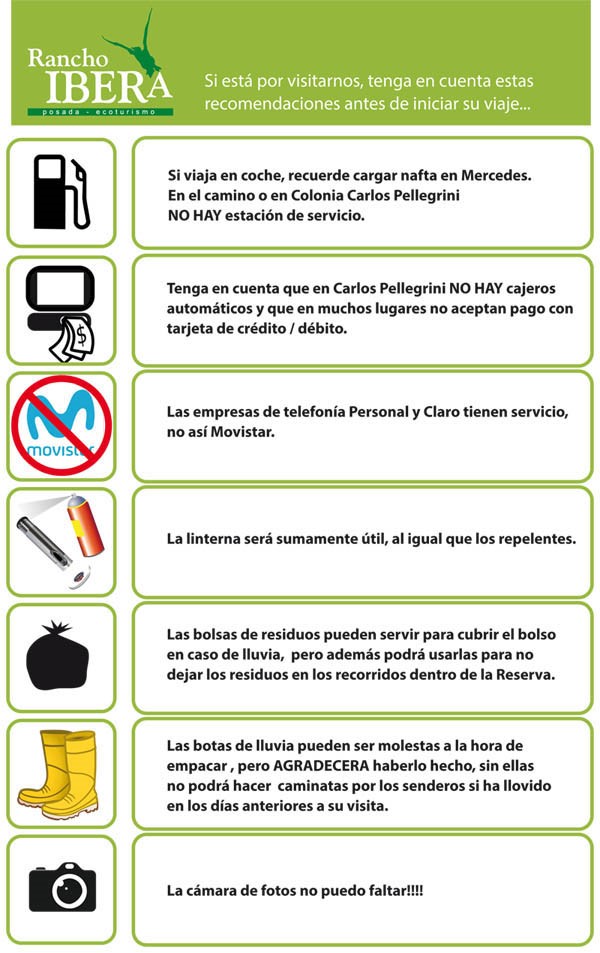 Rancho
IBERA
posada - ecoturismo
Si está por visitarnos, tenga en cuenta estas
recomendaciones antes de iniciar su viaje...
Si viaja en coche, recuerde cargar nafta en Mercedes.
En el camino o en Colonia Carlos Pellegrini
NO HAY estación de servicio.
$
Tenga en cuenta que en Carlos Pellegrini NO HAY cajeros
automáticos y que en muchos lugares no aceptan pago con
tarjeta de crédito / débito.
movistar
Las empresas de telefonía Personal y Claro tienen servicio,
no así Movistar.
La linterna será sumamente útil, al igual que los repelentes.
Las bolsas de residuos pueden servir para cubrir el bolso
en caso de lluvia, pero además podrá usarlas para no
dejar los residuos en los recorridos dentro de la Reserva.
Las botas de lluvia pueden ser molestas a la hora de
empacar , pero AGRADECERA haberlo hecho, sin ellas
no podrá hacer caminatas por los senderos si ha llovido
en los días anteriores a su visita.
La cámara de fotos no puedo faltar!!!!